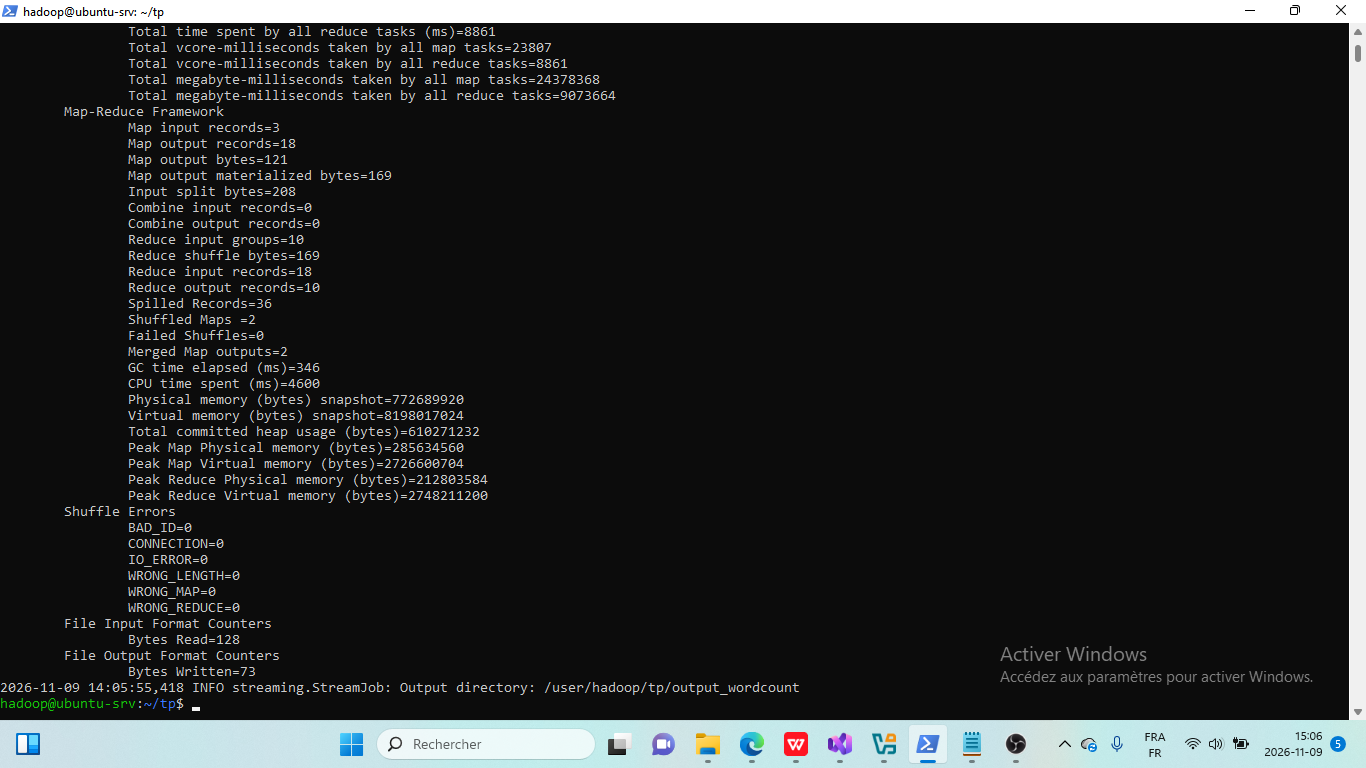 hadoop@ubuntu-srv: ~/tp
Total time spent by all reduce tasks (ms)=8861
Total vcore-milliseconds taken by all map tasks=23807
Total vcore-milliseconds taken by all reduce tasks=8861
Total megabyte-milliseconds taken by all map tasks=24378368
Total megabyte-milliseconds taken by all reduce tasks=9073664
Map-Reduce Framework
Map input records=3
Map output records=18
Map output bytes=121
Map output materialized bytes=169
Input split bytes=208
Combine input records=0
Combine output records=0
Reduce input groups=10
Reduce shuffle bytes=169
Reduce input records=18
Reduce output records=10
Spilled Records=36
Shuffled Maps =2
Failed Shuffles=0
Merged Map outputs=2
GC time elapsed (ms)=346
CPU time spent (ms)=4600
Physical memory (bytes) snapshot=772689920
Virtual memory (bytes) snapshot=8198017024
Total committed heap usage (bytes)=610271232
Peak Map Physical memory (bytes)=285634560
Peak Map Virtual memory (bytes)=2726600704
Peak Reduce Physical memory (bytes)=212803584
Peak Reduce Virtual memory (bytes)=2748211200
Shuffle Errors
BAD_ID=0
CONNECTION=0
IO_ERROR=0
WRONG_LENGTH=0
WRONG_MAP=0
WRONG_REDUCE=0
File Input Format Counters
Bytes Read=128
File Output Format Counters
Bytes Written=73
2026-11-09 14:05:55,418 INFO streaming.StreamJob: Output directory: /user/hadoop/tp/output_wordcount
hadoop@ubuntu-srv:~/tp$
Activer Windows
Accédez aux paramètres pour activer Windows.
Rechercher
FRA
FR
15:06
2026-11-09
5